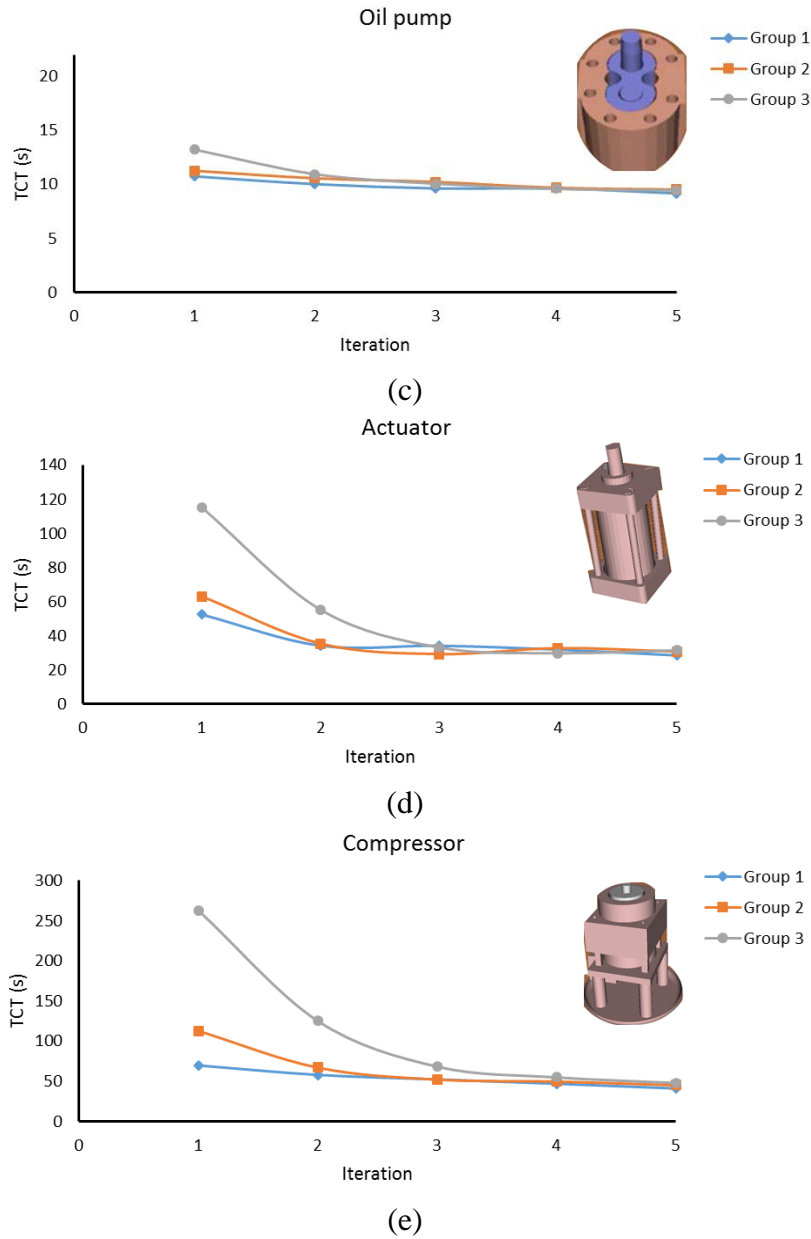 Oil pump
Group 1
Group 2
Group 3
20
15
10
5
0
TCT (s)
0 1 2 3 4 5
Iteration
(c)
Actuator
Group 1
Group 2
Group 3
140
120
100
80
60
40
20
0
TCT (s)
0 1 2 3 4 5
Iteration
(d)
Compressor
Group 1
Group 2
Group 3
300
250
200
150
100
50
0
TCT (s)
0 1 2 3 4 5
Iteration
(e)